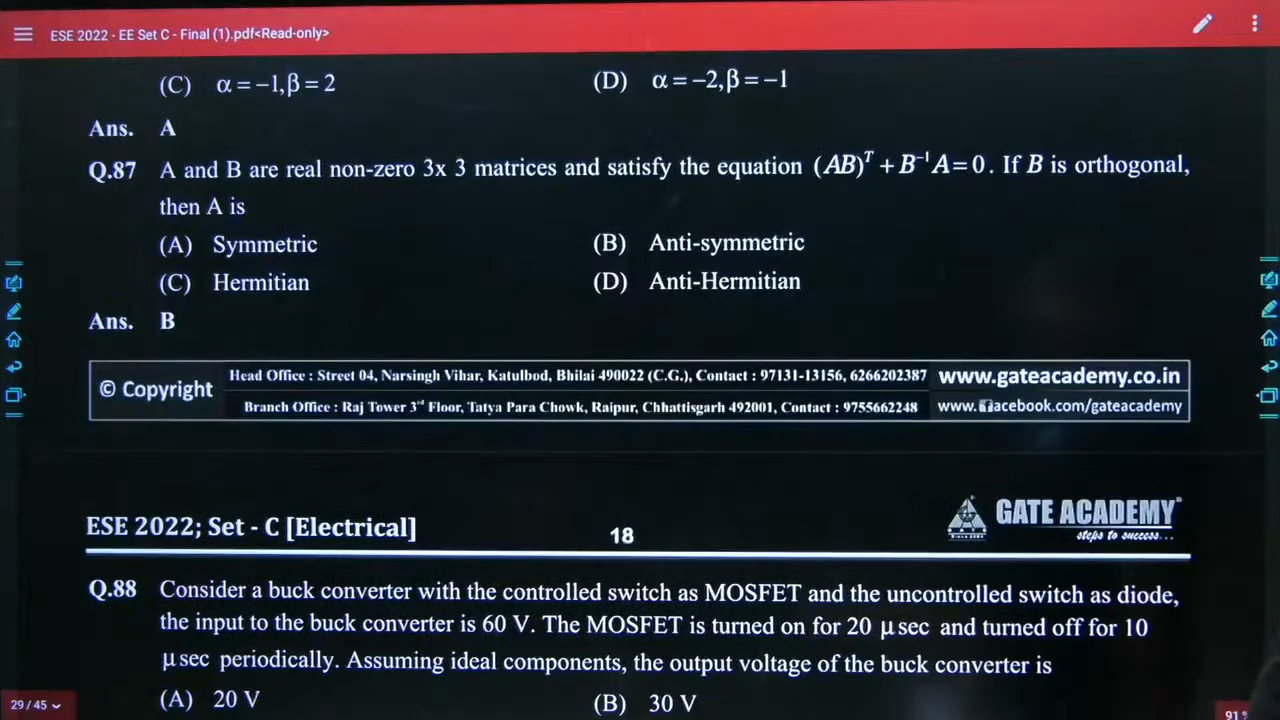 ESE 2022 - EE Set C - Final (1).pdf<Read-only>
(C) α = −1, β = 2 (D) α = −2, β = −1
Ans. A
Q.87 A and B are real non-zero 3x 3 matrices and satisfy the equation (AB)ᵀ + B⁻¹A = 0. If B is orthogonal,
then A is
(A) Symmetric (B) Anti-symmetric
(C) Hermitian (D) Anti-Hermitian
Ans. B
© Copyright
Head Office : Street 04, Narsingh Vihar, Katulbod, Bhilai 490022 (C.G.), Contact : 97131-13156, 6266202387 www.gateacademy.co.in
Branch Office : Raj Tower 3rd Floor, Tatya Para Chowk, Raipur, Chhattisgarh 492001, Contact : 9755662248 www.facebook.com/gateacademy
ESE 2022; Set - C [Electrical] 18 GATE ACADEMY
steps to success...
Q.88 Consider a buck converter with the controlled switch as MOSFET and the uncontrolled switch as diode,
the input to the buck converter is 60 V. The MOSFET is turned on for 20 μsec and turned off for 10
μsec periodically. Assuming ideal components, the output voltage of the buck converter is
(A) 20 V (B) 30 V
29 / 45